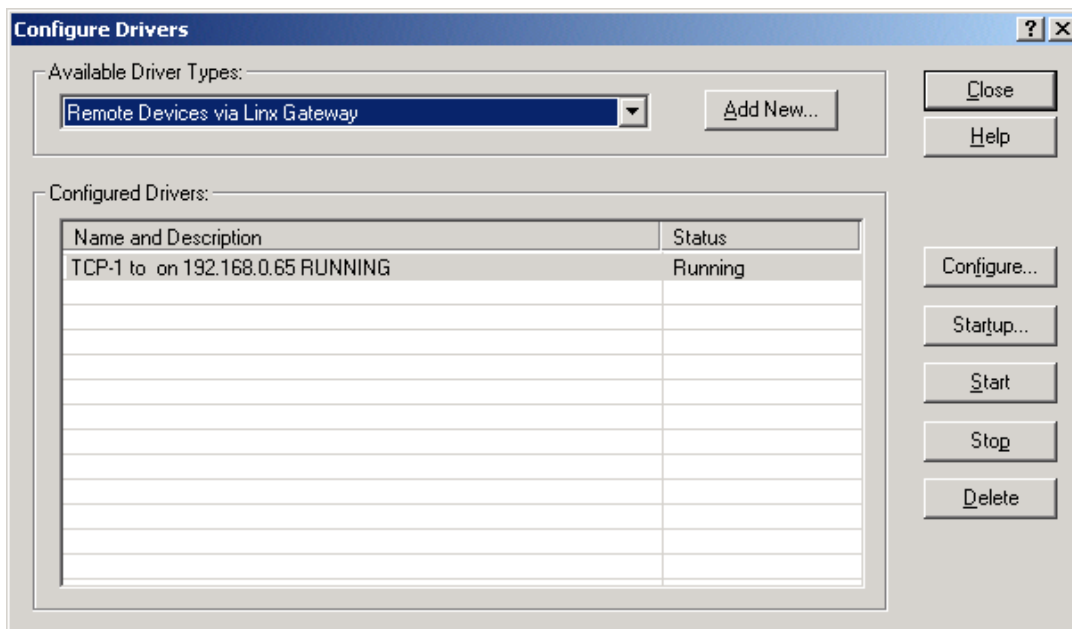 Configure Drivers
Available Driver Types:
Remote Devices via Linx Gateway
Add New...
Close
Help
Configured Drivers:
Name and Description
Status
TCP-1 to  on 192.168.0.65 RUNNING
Running
Configure...
Startup...
Start
Stop
Delete